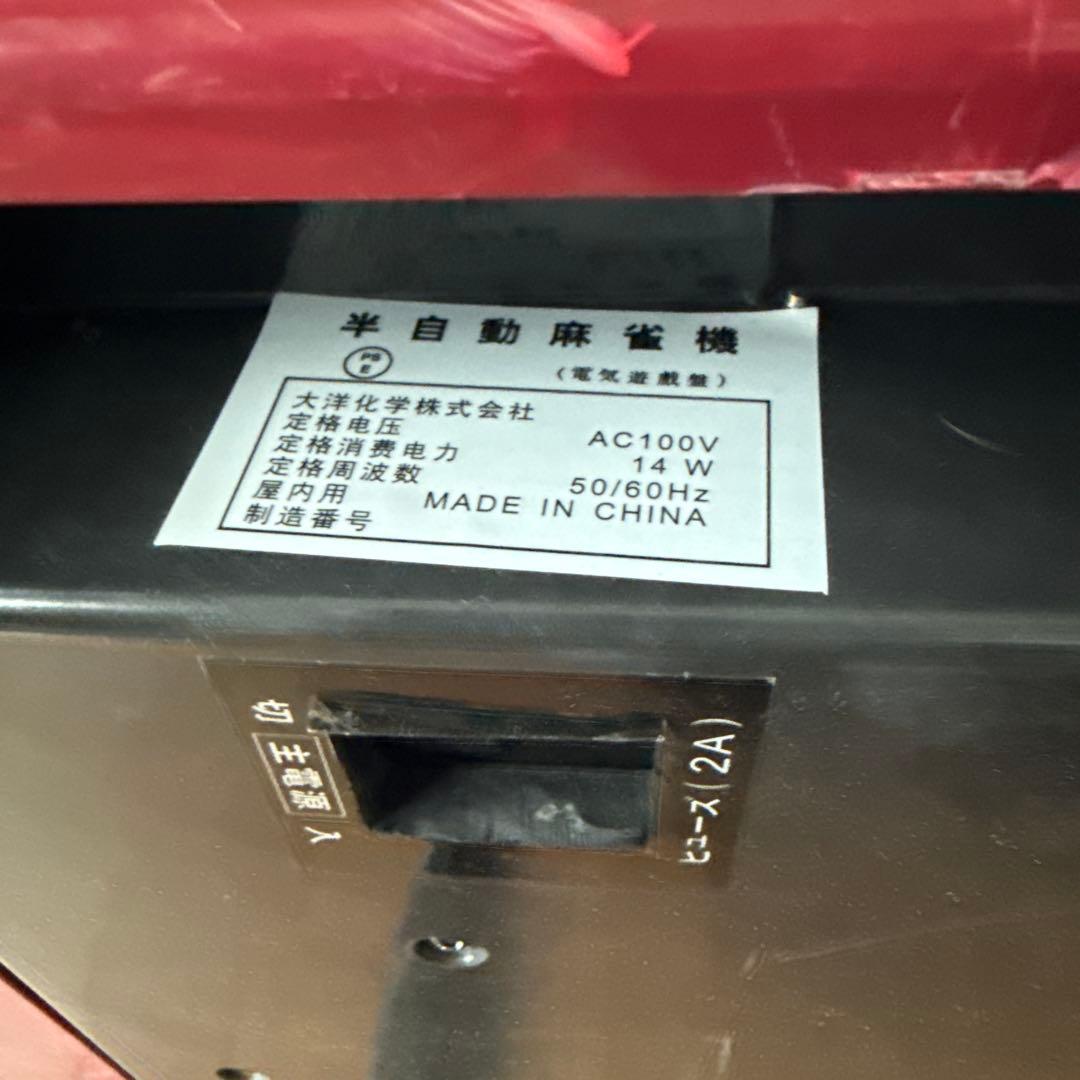 半自動麻雀機
PS
E
(電気遊戯盤)
大洋化学株式会社
定格电压 AC100V
定格消费电力 14 W
定格周波数 50/60Hz
屋内用 MADE IN CHINA
制造番号
切
主電源
入
ヒューズ(2A)